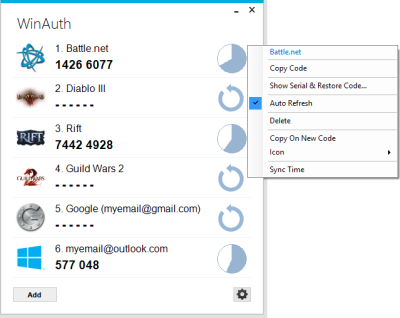 WinAuth
1. Battle.net
1426 6077
2. Diablo III
- - - - - -
RIFT
3. Rift
7442 4928
4. Guild Wars 2
- - - - - -
5. Google (myemail@gmail.com)
- - - - - -
6. myemail@outlook.com
577 048
Add
Battle.net
Copy Code
Show Serial & Restore Code...
Auto Refresh
Delete
Copy On New Code
Icon
Sync Time